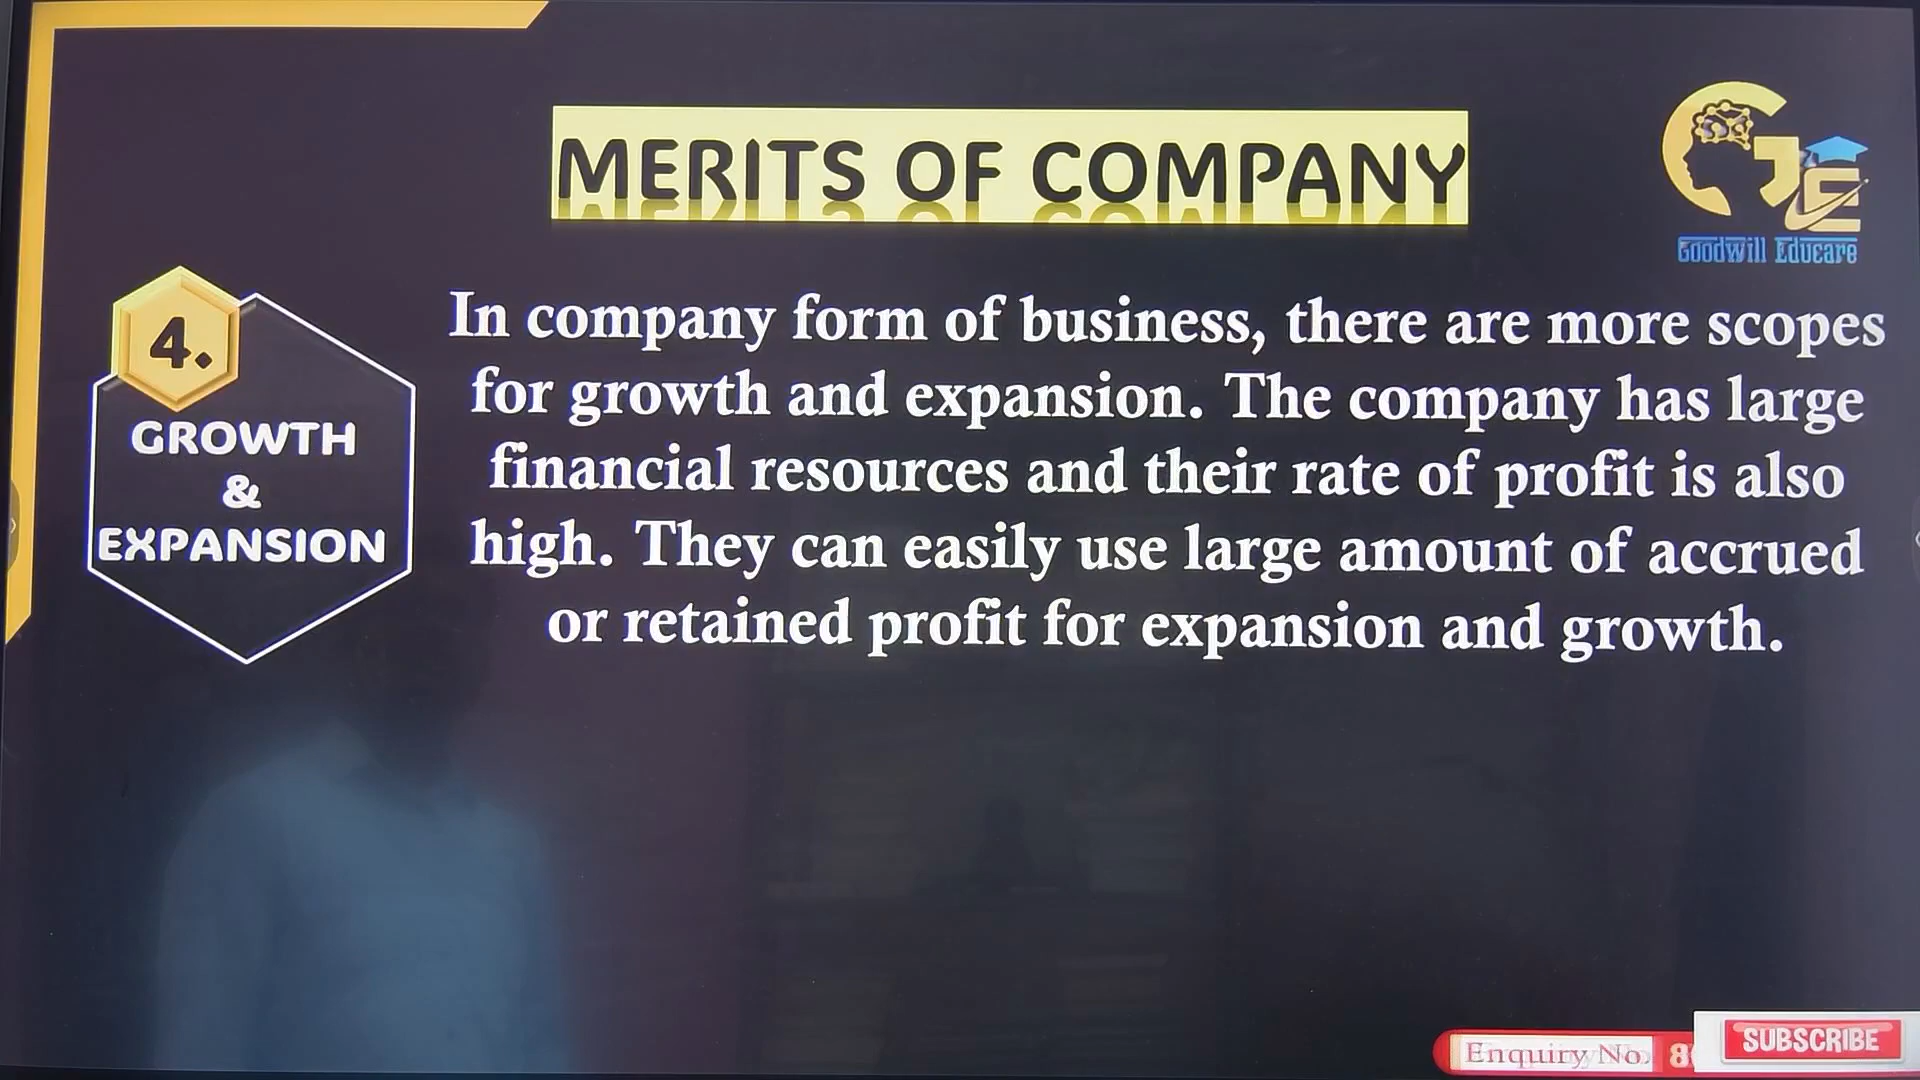 MERITS OF COMPANY
GE
Goodwill Educare
4.
GROWTH
&
EXPANSION
In company form of business, there are more scopes
for growth and expansion. The company has large
financial resources and their rate of profit is also
high. They can easily use large amount of accrued
or retained profit for expansion and growth.
Enquiry No. 8
SUBSCRIBE